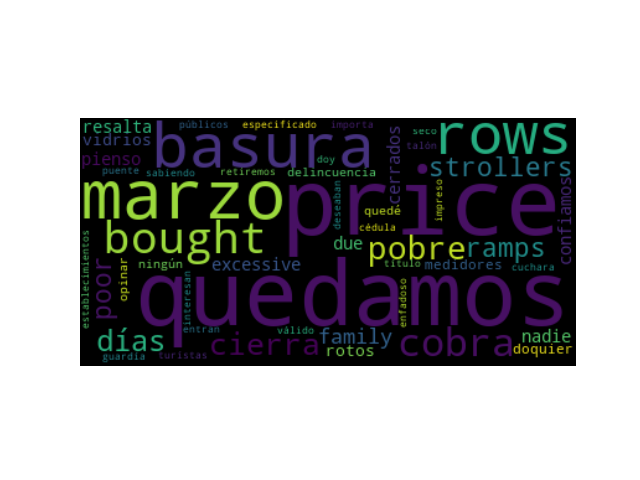 resalta
públicos
especificado
importa
seco
rows
vidrios
basura
doy
talón
pienso
puente
sabiendo
retiremos
delincuencia
cerrados
strollers
marzo
price
deseaban
impreso
confiamos
quedé
cédula
bought
due
pobre
ramps
establecimientos
poor
opinar
ningún
excessive
título
medidores
cuchara
quedamos
interesan
enfadoso
entran
válido
family
nadie
días
cierra
rotos
cobra
doquier
guardia
turistas